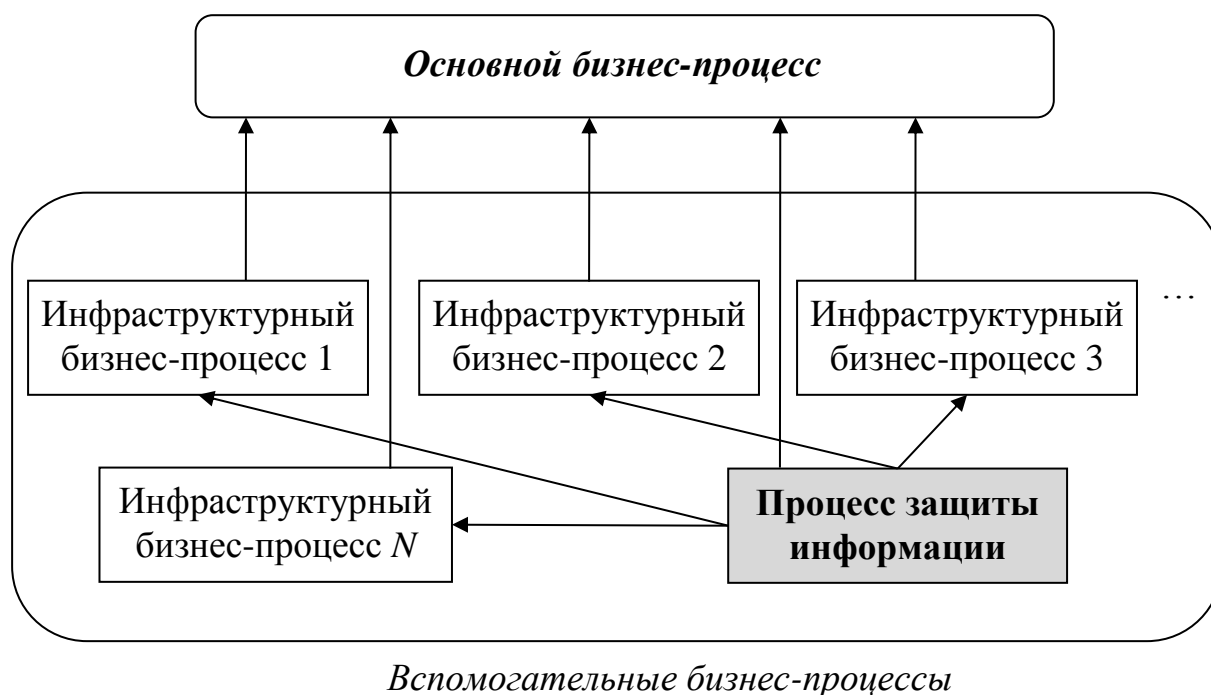 Основной бизнес-процесс
Инфраструктурный
бизнес-процесс 1
Инфраструктурный
бизнес-процесс 2
Инфраструктурный
бизнес-процесс 3
…
Инфраструктурный
бизнес-процесс N
Процесс защиты
информации
Вспомогательные бизнес-процессы